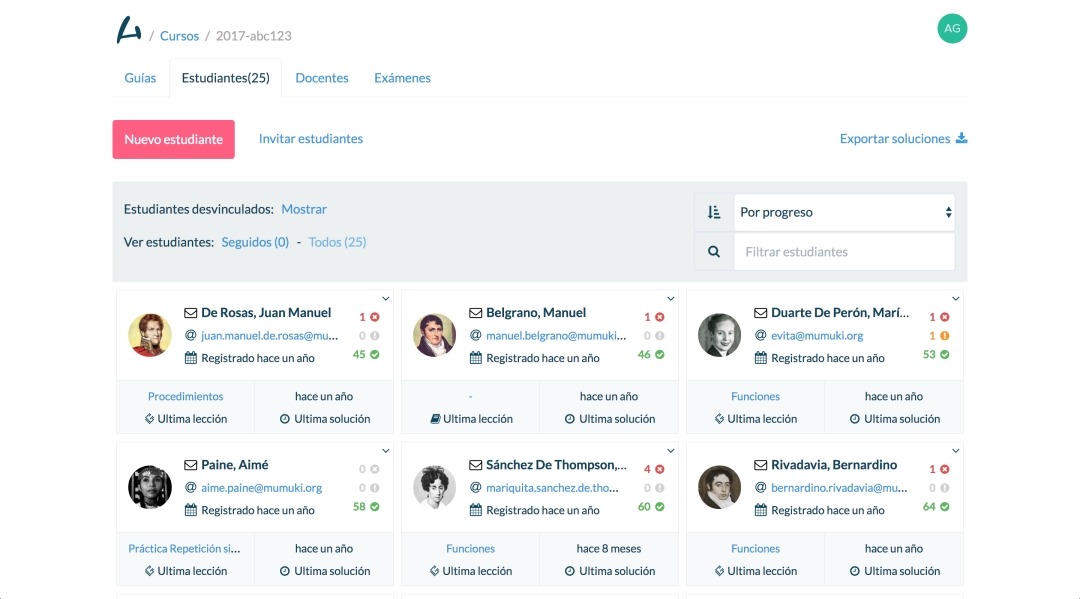 / Cursos / 2017-abc123
AG
Guías Estudiantes(25) Docentes Exámenes
Nuevo estudiante Invitar estudiantes Exportar soluciones
Estudiantes desvinculados: Mostrar
Por progreso
Ver estudiantes: Seguidos (0) - Todos (25)
Filtrar estudiantes
De Rosas, Juan Manuel 1
@ juan.manuel.de.rosas@mu... 0
Registrado hace un año 45
Procedimientos hace un año
Ultima lección Ultima solución
Belgrano, Manuel 1
@ manuel.belgrano@mumuki... 0
Registrado hace un año 46
- hace un año
Ultima lección Ultima solución
Duarte De Perón, Marí... 1
@ evita@mumuki.org 1
Registrado hace un año 53
Funciones hace un año
Ultima lección Ultima solución
Paine, Aimé 0
@ aime.paine@mumuki.org 0
Registrado hace un año 58
Práctica Repetición si... hace un año
Ultima lección Ultima solución
Sánchez De Thompson,... 4
@ mariquita.sanchez.de.tho... 0
Registrado hace un año 60
Funciones hace 8 meses
Ultima lección Ultima solución
Rivadavia, Bernardino 1
@ bernardino.rivadavia@mu... 0
Registrado hace un año 64
Funciones hace un año
Ultima lección Ultima solución